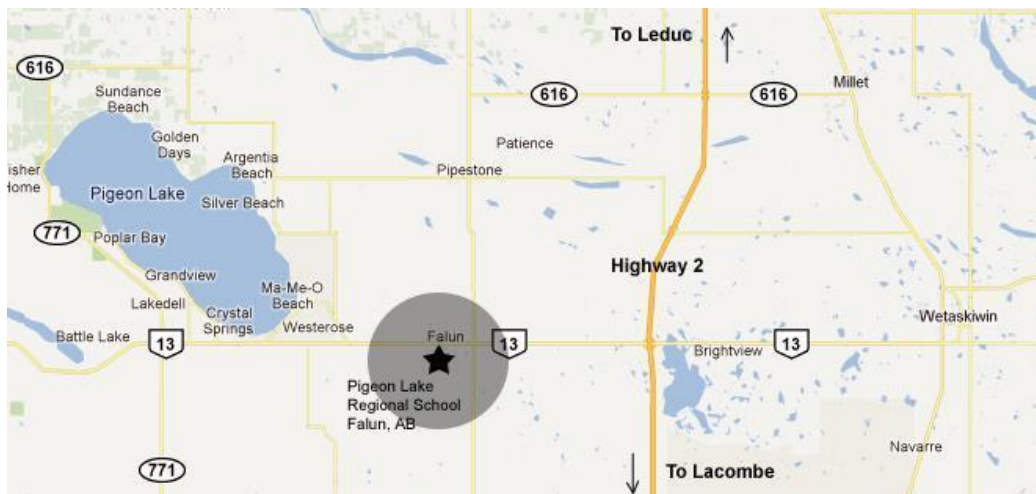 To Leduc
616
Sundance
Beach
616
616
Millet
Golden
Days
Patience
Argentia
Beach
isher
Home
Pipestone
Pigeon Lake
Silver Beach
771
Poplar Bay
Grandview
Highway 2
Lakedell
Ma-Me-O
Beach
Crystal
Springs
Westerose
Battle Lake
13
Falun
13
Brightview
13
Wetaskiwin
Pigeon Lake
Regional School
Falun, AB
Navarre
771
To Lacombe